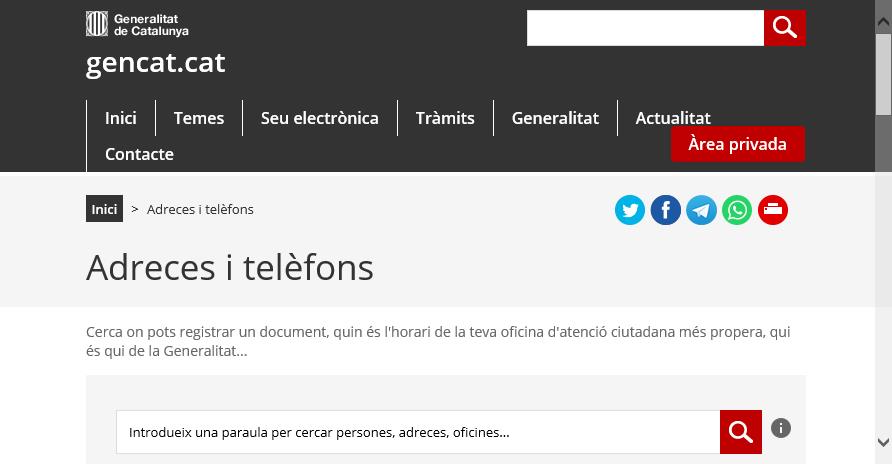 Generalitat
de Catalunya
gencat.cat
Inici
Temes
Seu electrònica
Tràmits
Generalitat
Actualitat
Contacte
Àrea privada
Inici > Adreces i telèfons
Adreces i telèfons
Cerca on pots registrar un document, quin és l'horari de la teva oficina d'atenció ciutadana més propera, qui
és qui de la Generalitat...
Introdueix una paraula per cercar persones, adreces, oficines...